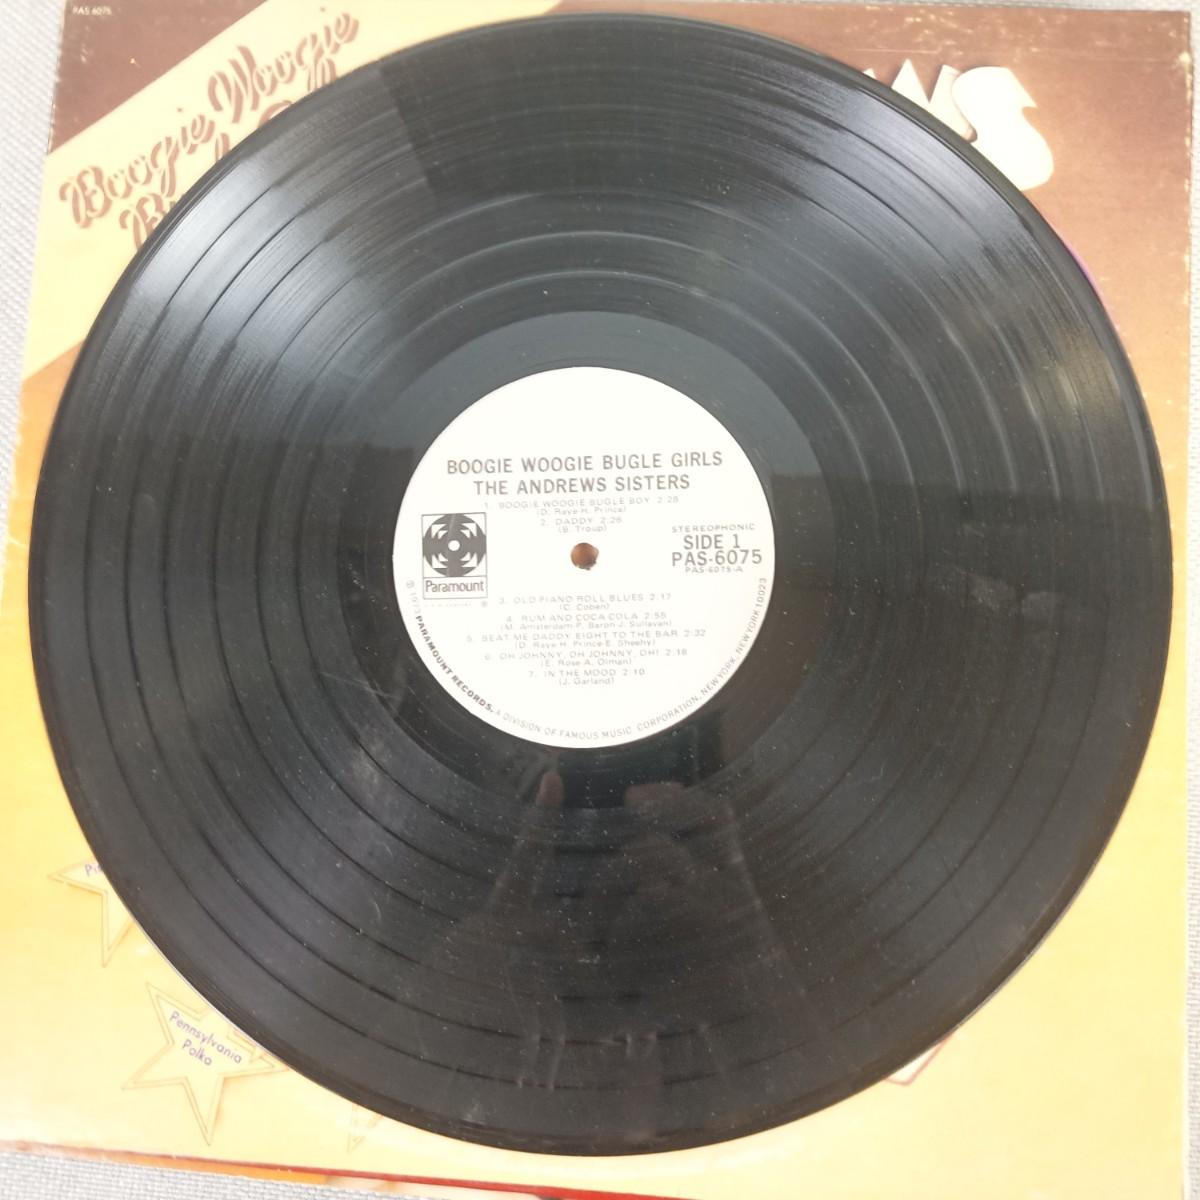 PAS 6075
Boogie Woogie
WS
BOOGIE WOOGIE BUGLE GIRLS
THE ANDREWS SISTERS
1. BOOGIE WOOGIE BUGLE BOY 2:28
(D. Raye-H. Prince)
2. DADDY 2:26
(B. Troup)
STEREOPHONIC
SIDE 1
PAS-6075
PAS-6075-A
Paramount
®
3. OLD PIANO ROLL BLUES 2:17
(C. Coben)
4. RUM AND COCA COLA 2:55
(M. Amsterdam-P. Baron-J. Sullavan)
5. BEAT ME DADDY EIGHT TO THE BAR 2:32
(D. Raye-H. Prince-E. Sheehy)
6. OH JOHNNY, OH JOHNNY, OH! 2:18
(E. Rose-A. Olman)
7. IN THE MOOD 2:10
(J. Garland)
℗ 1973 PARAMOUNT RECORDS, A DIVISION OF FAMOUS MUSIC CORPORATION, NEW YORK, NEW YORK 10023
Pennsylvania
Polka